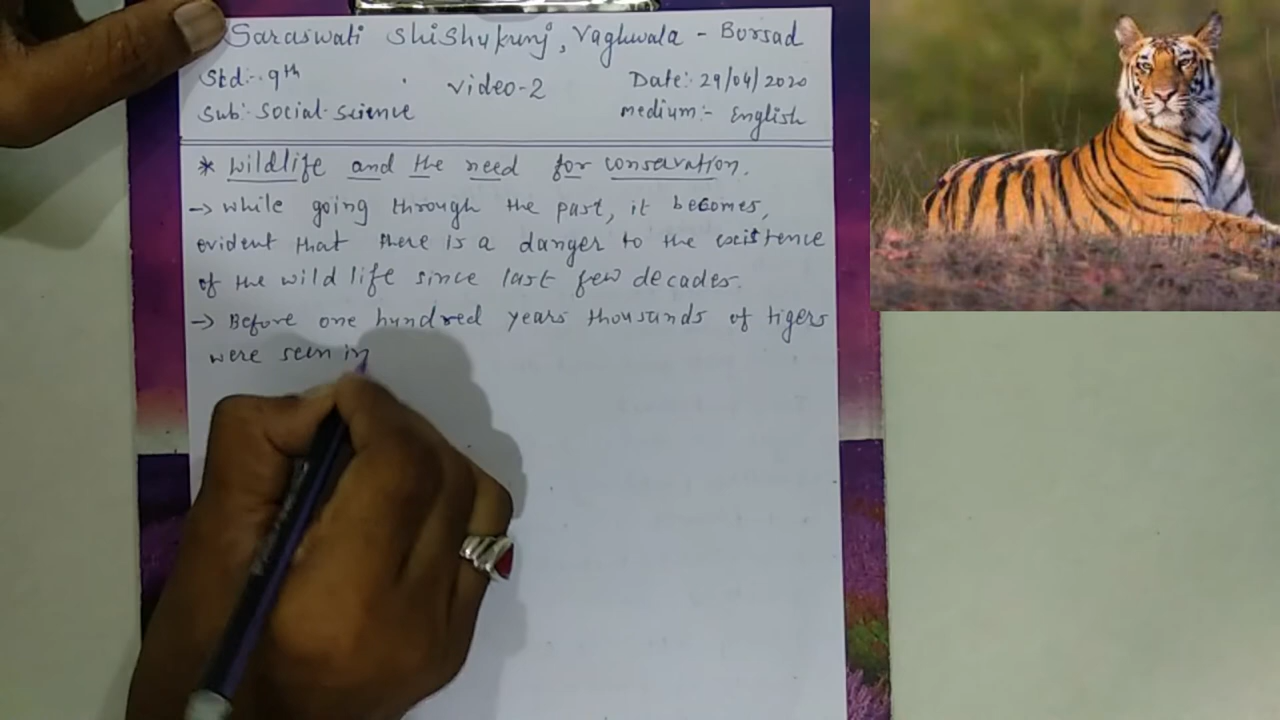 Saraswati Shishukunj, Vaghwala - Borsad
Std:- 9th
video-2
Date:- 29/04/2020
Sub:- Social-science
medium:- English
* Wildlife and the need for conservation.
→ While going through the past, it becomes,
evident that there is a danger to the existence
of the wild life since last few decades.
→ Before one hundred years thousands of tigers
were seen in